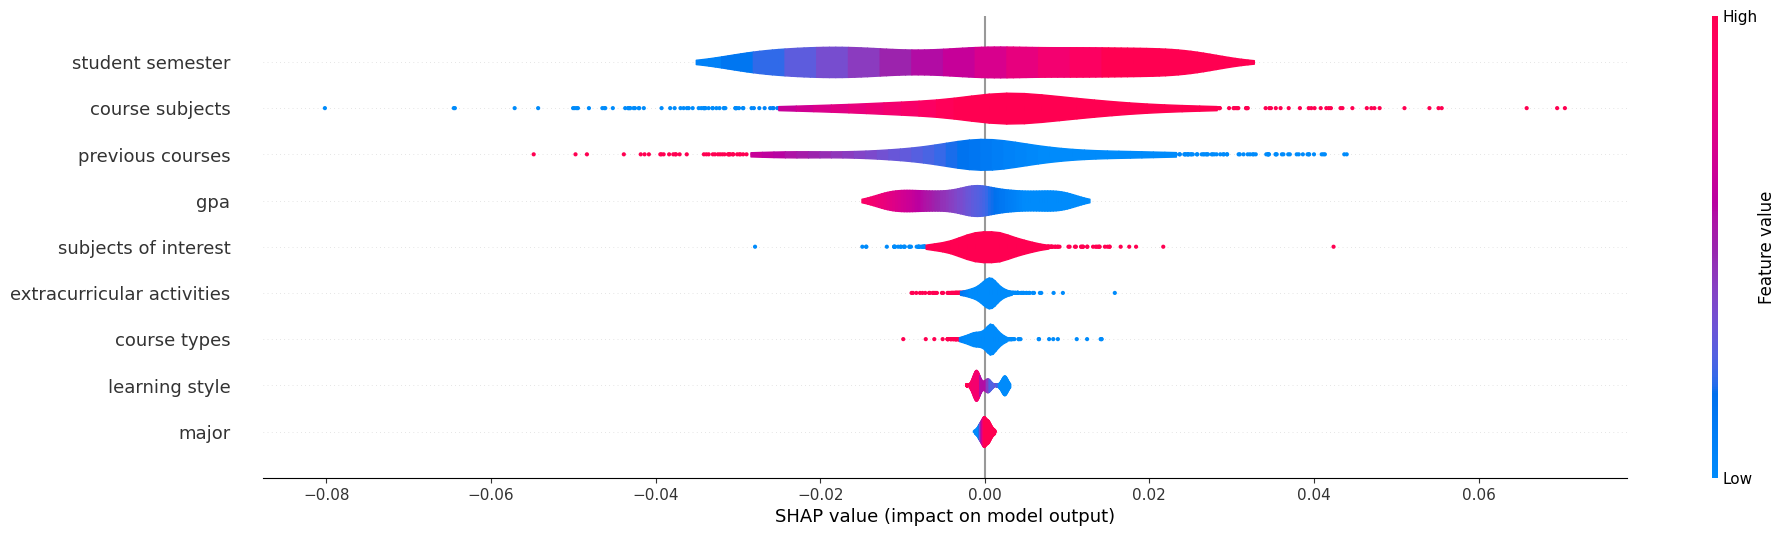 High
student semester
course subjects
previous courses
gpa
subjects of interest
extracurricular activities
course types
learning style
major
Feature value
Low
−0.08 −0.06 −0.04 −0.02 0.00 0.02 0.04 0.06
SHAP value (impact on model output)